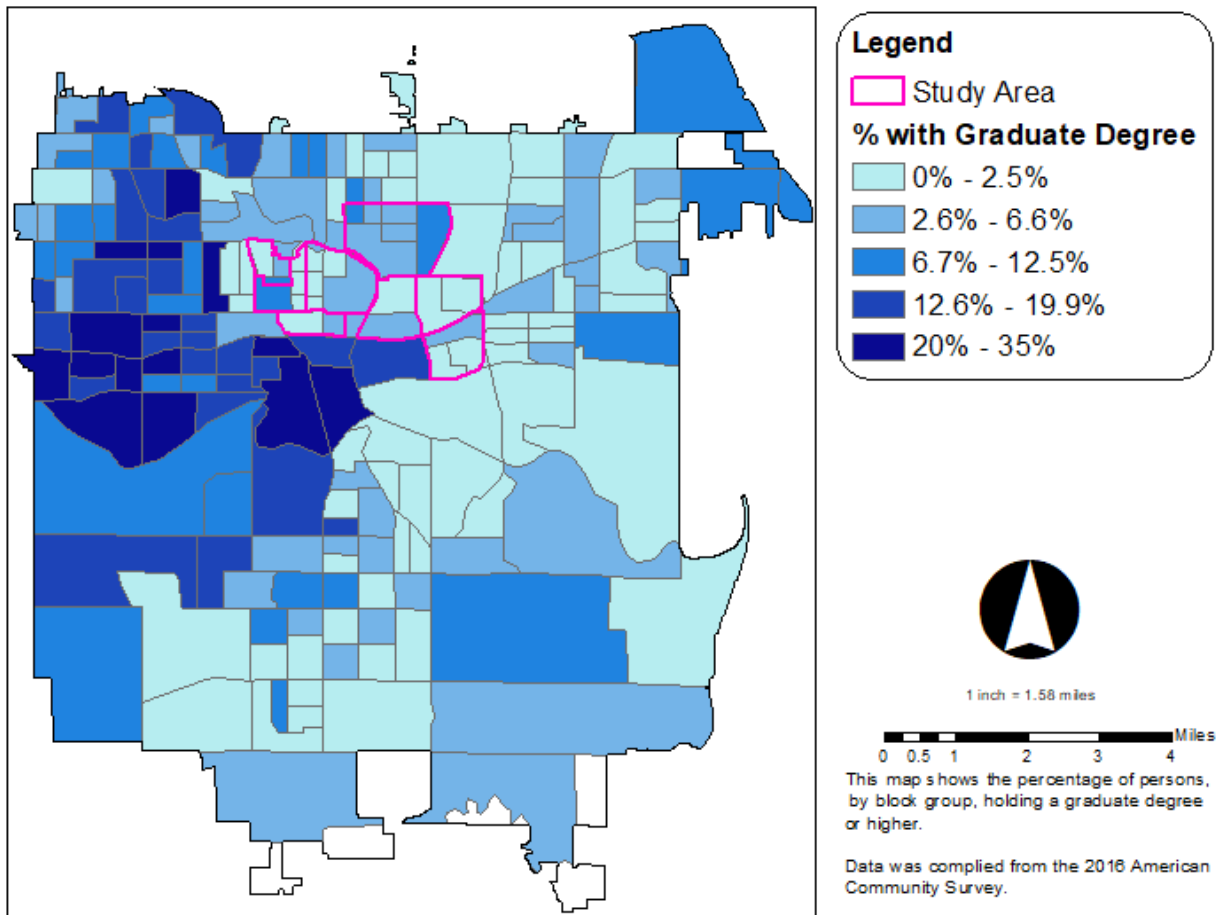 Legend
Study Area
% with Graduate Degree
0% - 2.5%
2.6% - 6.6%
6.7% - 12.5%
12.6% - 19.9%
20% - 35%
1 inch = 1.58 miles
Miles
0 0.5 1 2 3 4
This map shows the percentage of persons,
by block group, holding a graduate degree
or higher.
Data was complied from the 2016 American
Community Survey.